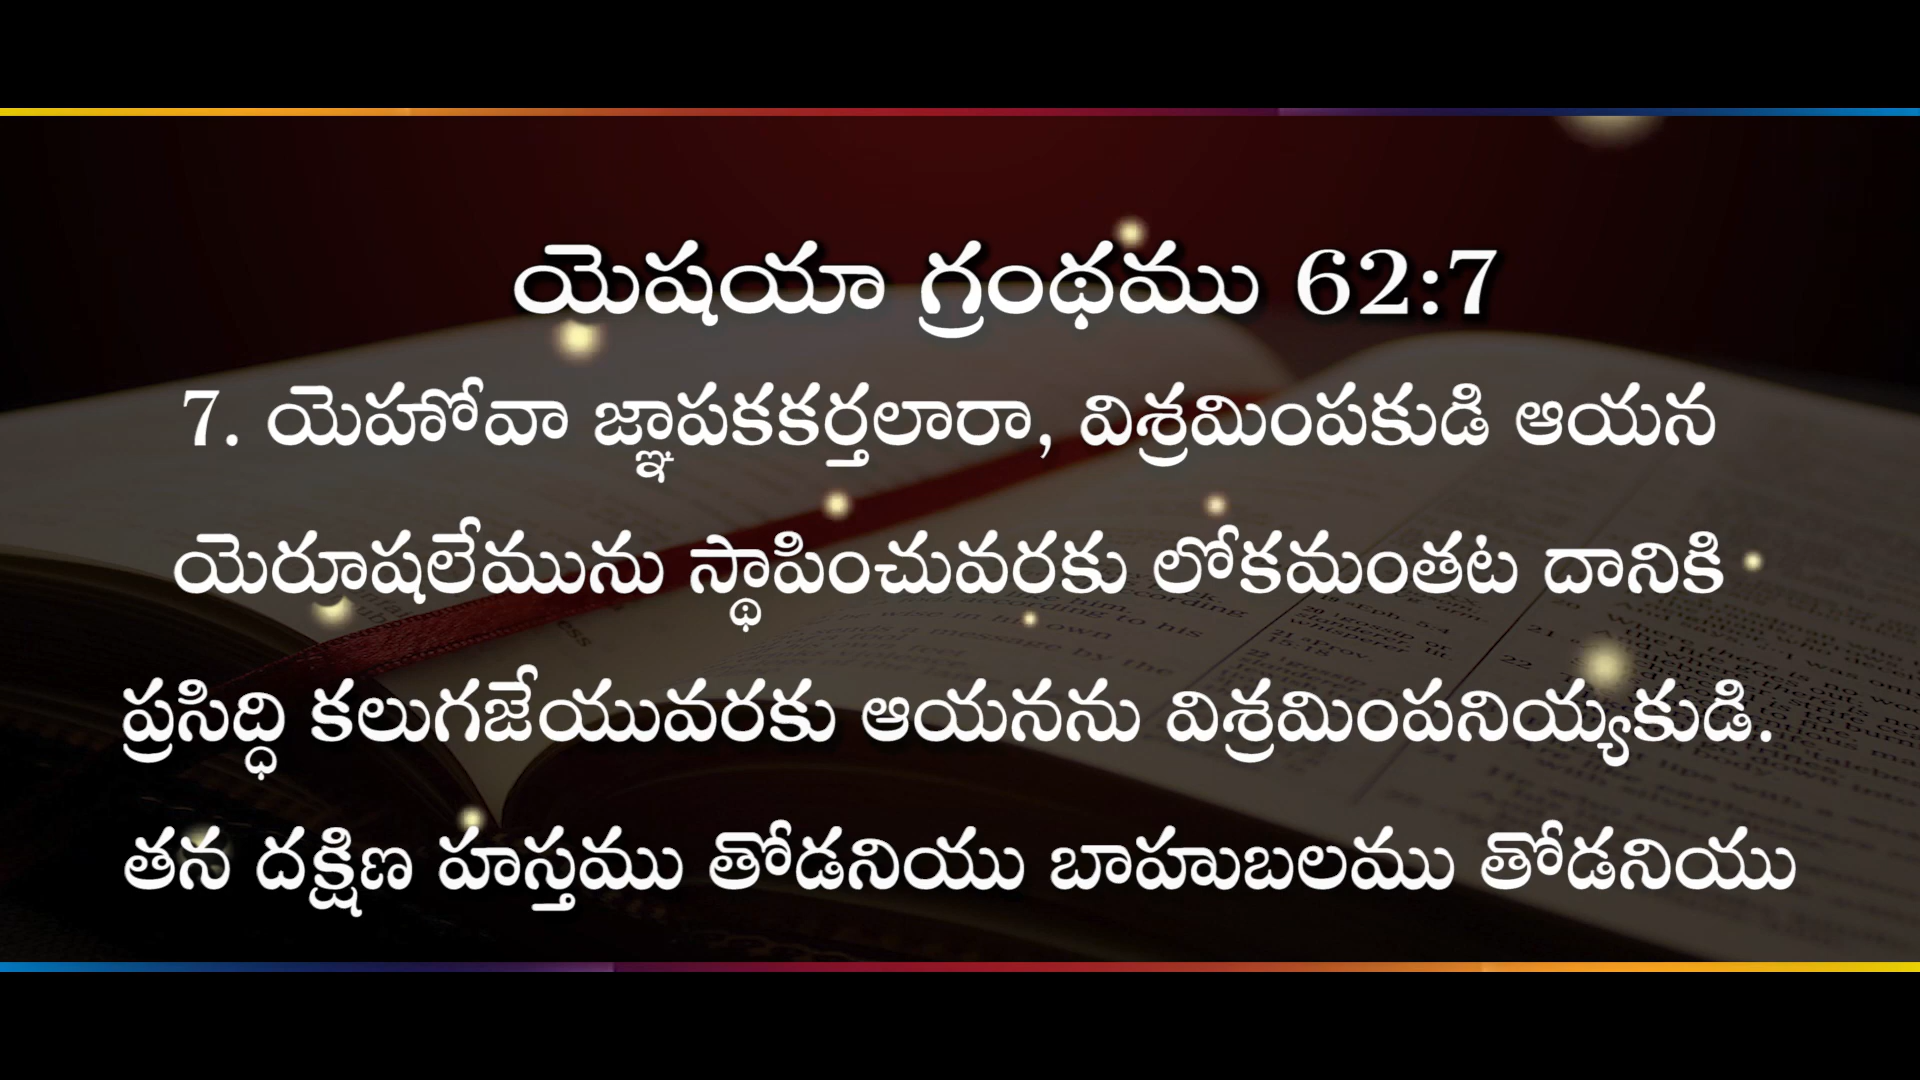 యెషయా గ్రంథము 62:7
7. యెహోవా జ్ఞాపకకర్తలారా, విశ్రమింపకుడి ఆయన
యెరూషలేమును స్థాపించువరకు లోకమంతట దానికి
ప్రసిద్ధి కలుగజేయువరకు ఆయనను విశ్రమింపనియ్యకుడి.
తన దక్షిణ హస్తము తోడనియు బాహుబలము తోడనియు